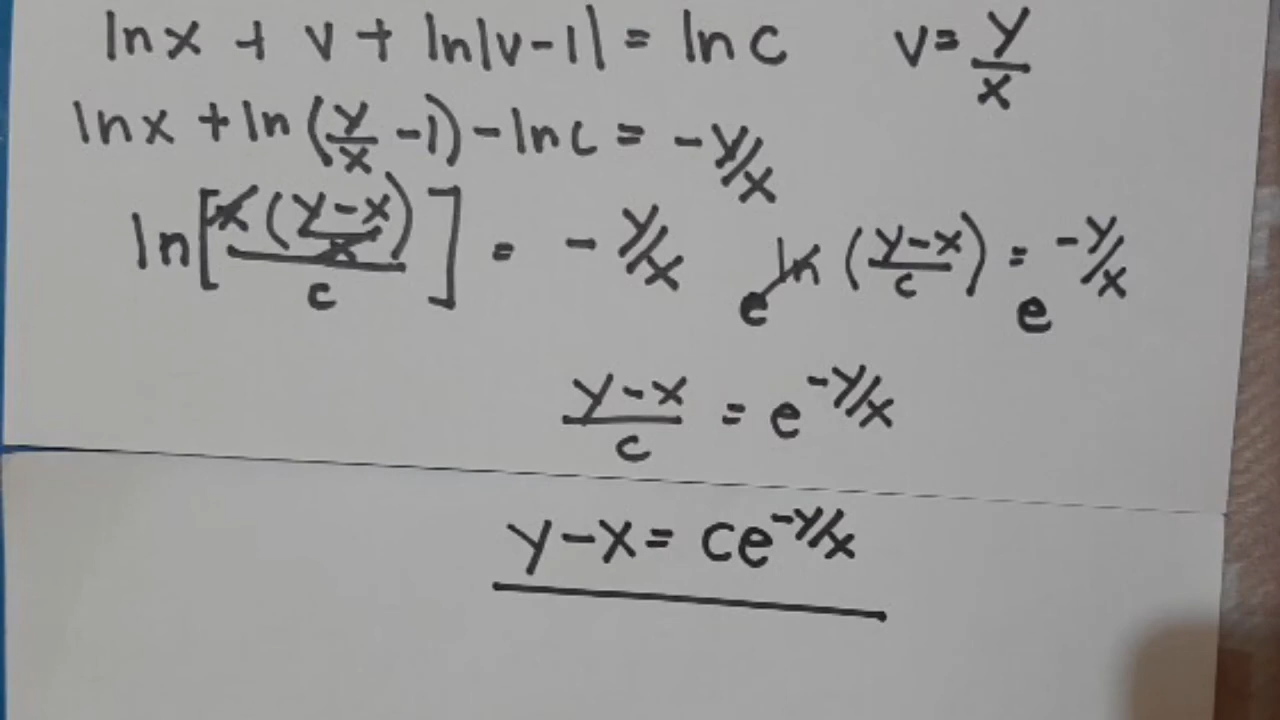 ln x + v + ln|v-1| = ln c    v = y/x
ln x + ln (y/x - 1) - ln c = -y/x
ln [x (y-x/x) / c] = -y/x    e ln (y-x/c) = e -y/x
y-x/c = e^-y/x
y-x = ce^-y/x